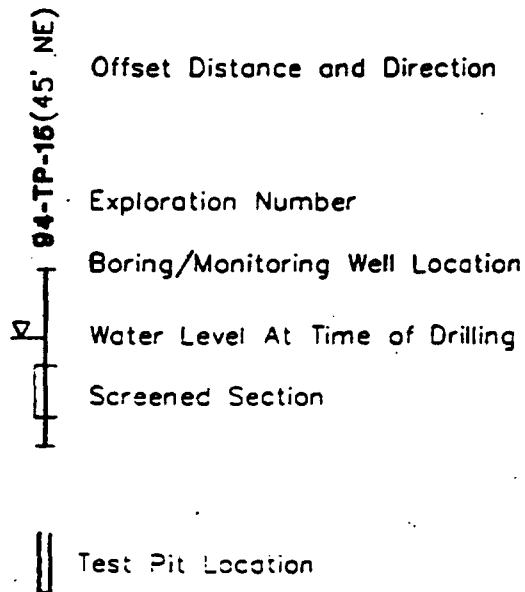 94-TP-16(45' NE)
Offset Distance and Direction
Exploration Number
Boring/Monitoring Well Location
Water Level At Time of Drilling
Screened Section
Test Pit Location